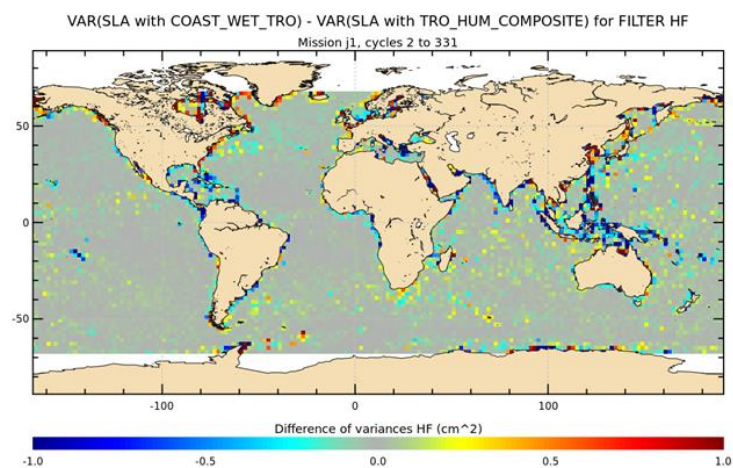 VAR(SLA with COAST_WET_TRO) - VAR(SLA with TRO_HUM_COMPOSITE) for FILTER HF
Mission j1, cycles 2 to 331
50
0
-50
-100 0 100
Difference of variances HF (cm^2)
-1.0 -0.5 0.0 0.5 1.0